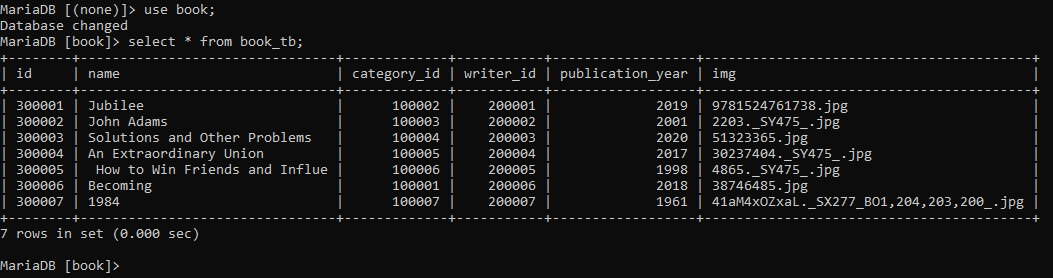 MariaDB [(none)]> use book;
Database changed
MariaDB [book]> select * from book_tb;
+--------+-------------------------------+-------------+-----------+------------------+----------------------------------------+
| id     | name                          | category_id | writer_id | publication_year | img                                    |
+--------+-------------------------------+-------------+-----------+------------------+----------------------------------------+
| 300001 | Jubilee                       |      100002 |    200001 |             2019 | 9781524761738.jpg                      |
| 300002 | John Adams                    |      100003 |    200002 |             2001 | 2203._SY475_.jpg                       |
| 300003 | Solutions and Other Problems  |      100004 |    200003 |             2020 | 51323365.jpg                           |
| 300004 | An Extraordinary Union        |      100005 |    200004 |             2017 | 30237404._SY475_.jpg                   |
| 300005 |  How to Win Friends and Influe |      100006 |    200005 |             1998 | 4865._SY475_.jpg                       |
| 300006 | Becoming                      |      100001 |    200006 |             2018 | 38746485.jpg                           |
| 300007 | 1984                          |      100007 |    200007 |             1961 | 41aM4xOZxaL._SX277_BO1,204,203,200_.jpg |
+--------+-------------------------------+-------------+-----------+------------------+----------------------------------------+
7 rows in set (0.000 sec)
MariaDB [book]>